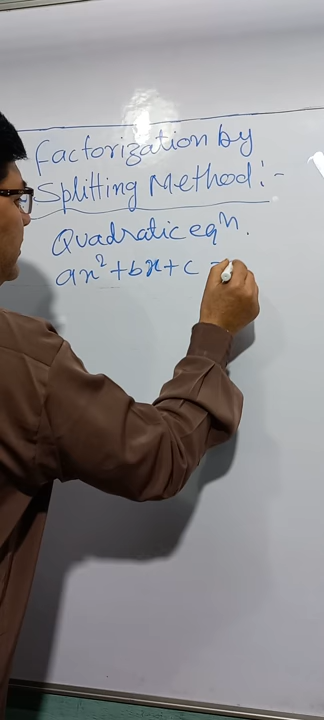 Factorization by
Splitting Method :-
Quadratic eqⁿ.
ax² + bx + c =